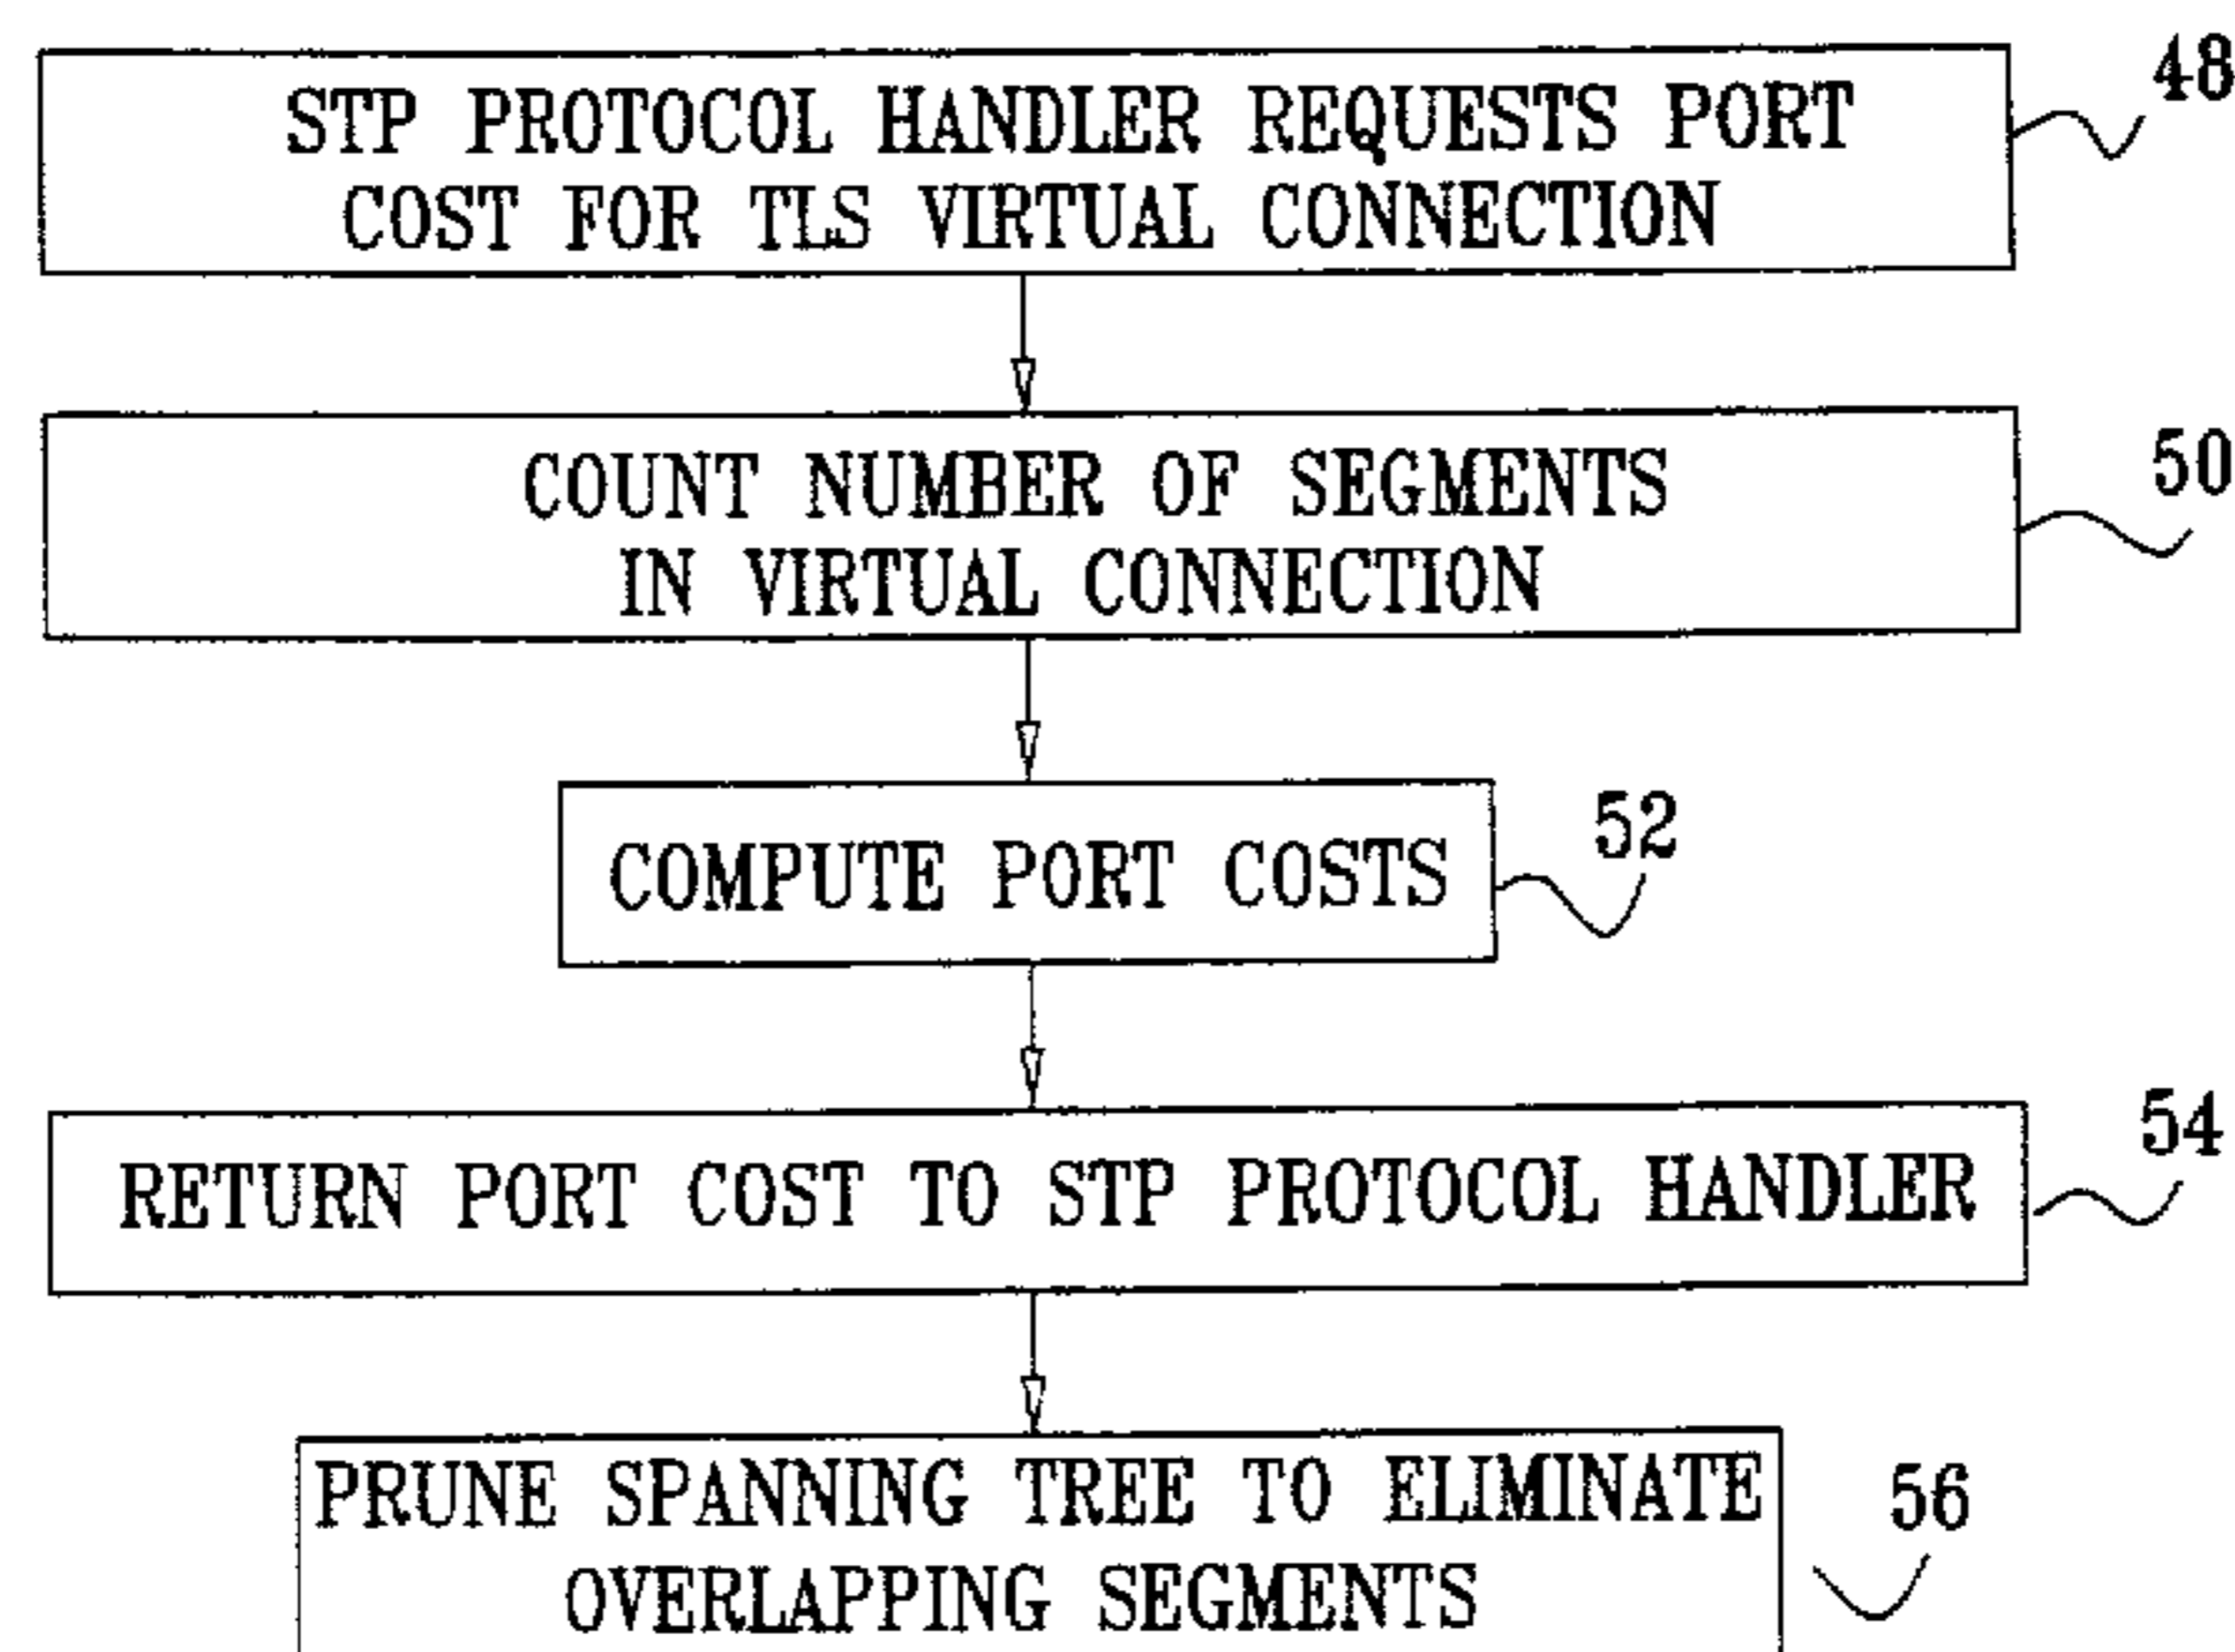 STP PROTOCOL HANDLER REQUESTS PORT
COST FOR TLS VIRTUAL CONNECTION
48
COUNT NUMBER OF SEGMENTS
IN VIRTUAL CONNECTION
50
COMPUTE PORT COSTS
52
RETURN PORT COST TO STP PROTOCOL HANDLER
54
PRUNE SPANNING TREE TO ELIMINATE
OVERLAPPING SEGMENTS
56